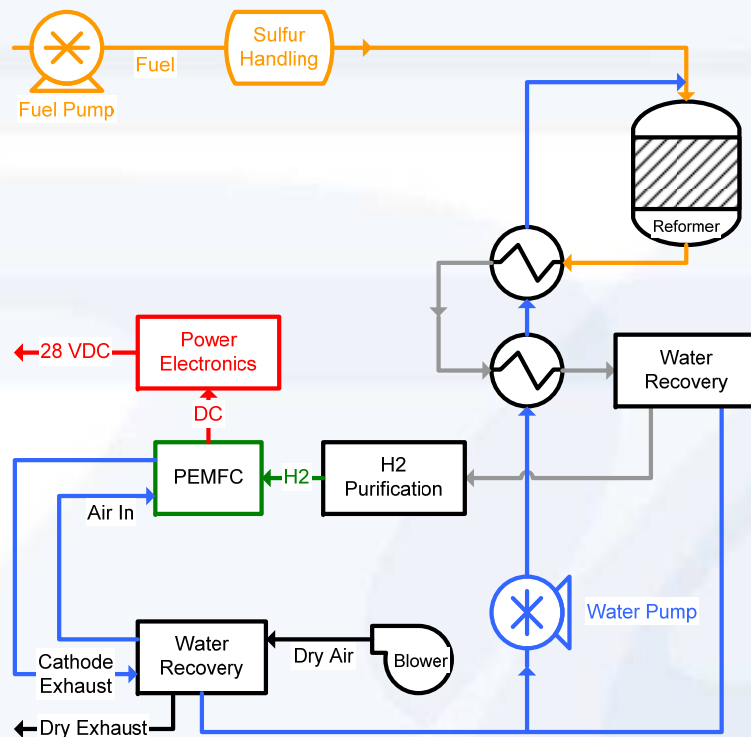 Sulfur
Handling
Fuel
Fuel Pump
Reformer
28 VDC
Power
Electronics
Water
Recovery
DC
PEMFC
H2
H2
Purification
Air In
Water Pump
Water
Recovery
Dry Air
Blower
Cathode
Exhaust
Dry Exhaust